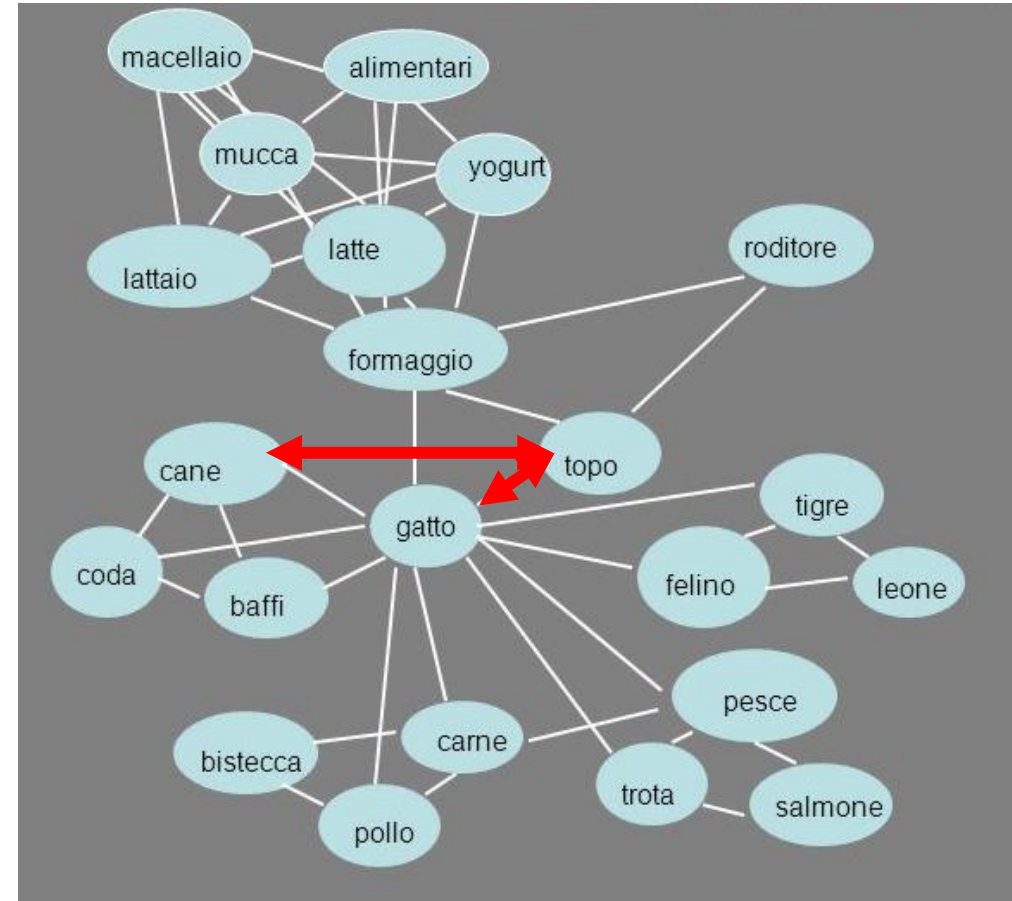 macellaio
alimentari
mucca
yogurt
latte
lattaio
roditore
formaggio
cane
topo
gatto
tigre
coda
baffi
felino
leone
pesce
carne
bistecca
trota
salmone
pollo